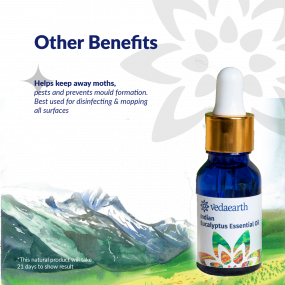 Other Benefits
Helps keep away moths,
pests and prevents mould formation.
Best used for disinfecting & mapping
all surfaces
vedaearth
Indian
Eucalyptus Essential Oil
*This natural product will take
21 days to show result